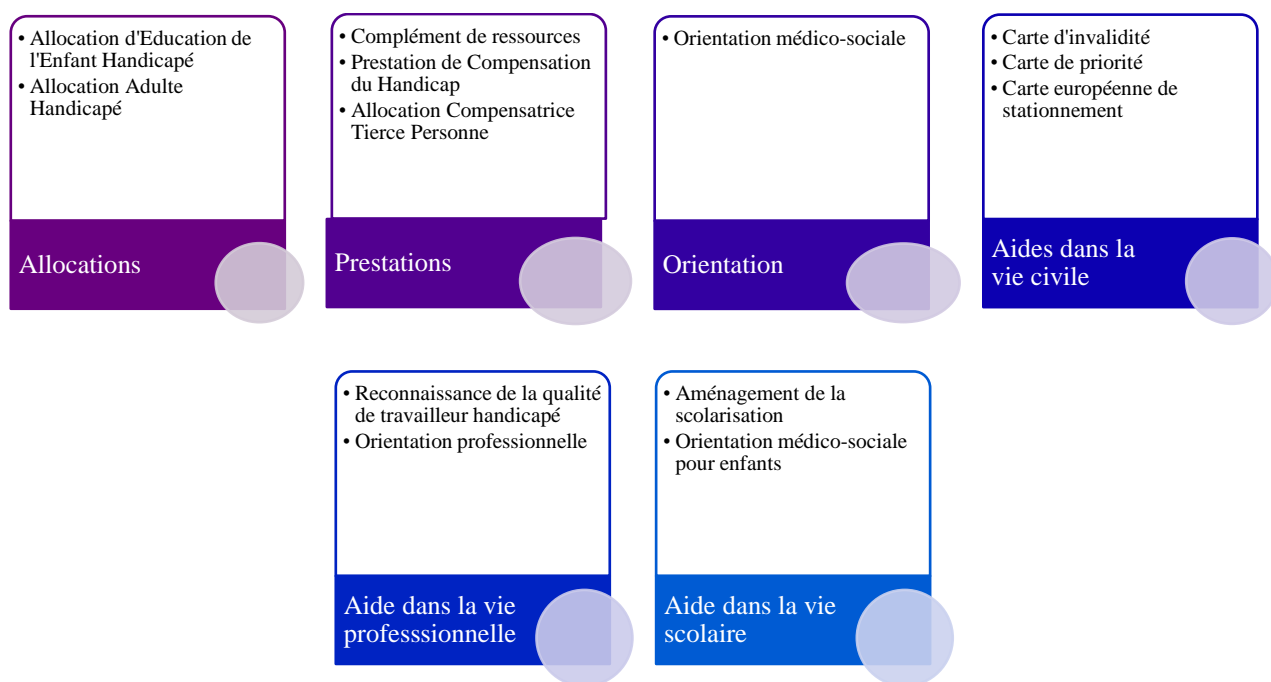 • Allocation d'Education de
l'Enfant Handicapé
• Allocation Adulte
Handicapé
Allocations
• Complément de ressources
• Prestation de Compensation
du Handicap
• Allocation Compensatrice
Tierce Personne
Prestations
• Orientation médico-sociale
Orientation
• Carte d'invalidité
• Carte de priorité
• Carte européenne de
stationnement
Aides dans la
vie civile
• Reconnaissance de la qualité
de travailleur handicapé
• Orientation professionnelle
Aide dans la vie
professsionnelle
• Aménagement de la
scolarisation
• Orientation médico-sociale
pour enfants
Aide dans la vie
scolaire